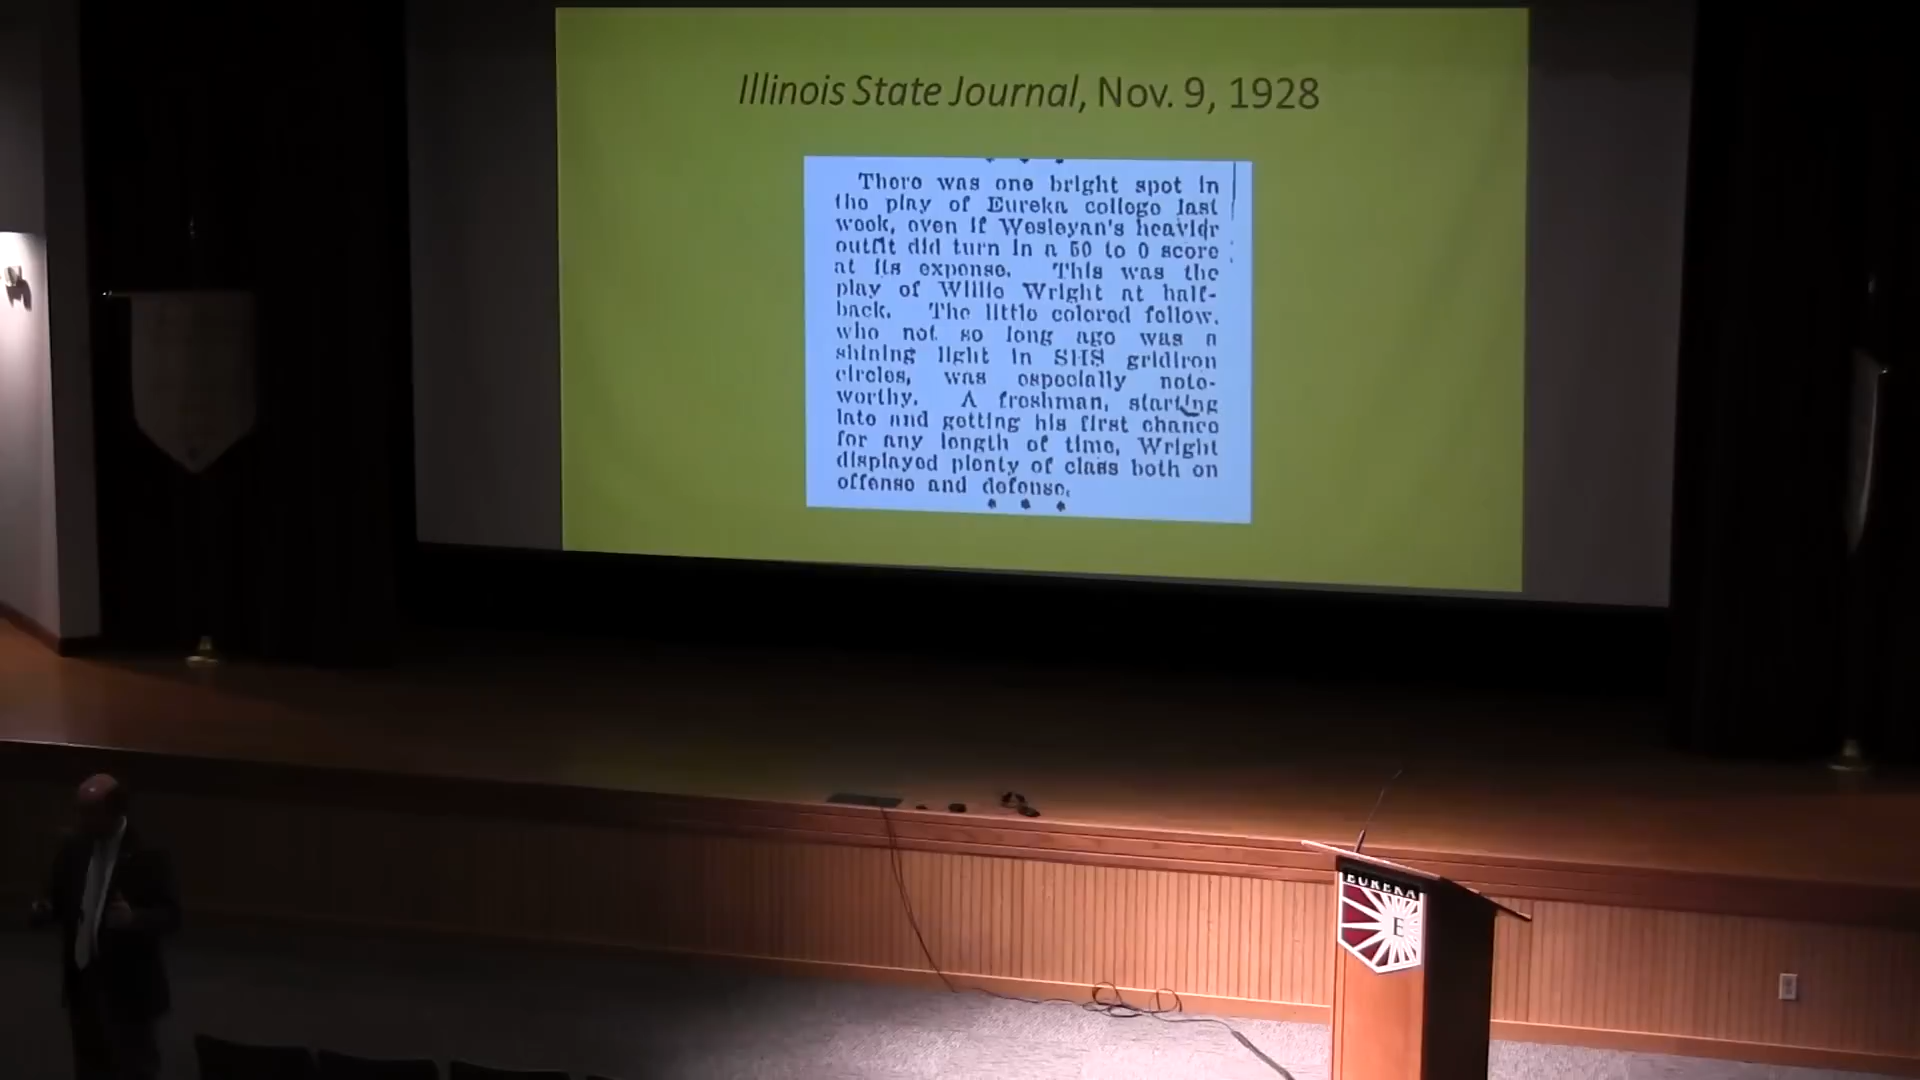 Illinois State Journal, Nov. 9, 1928
There was one bright spot in
the play of Eureka college last
week, even if Wesleyan's heavier
outfit did turn in a 50 to 0 score
at its expense. This was the
play of Willie Wright at half-
back. The little colored fellow,
who not so long ago was a
shining light in SHS gridiron
circles, was especially note-
worthy. A freshman, starting
late and getting his first chance
for any length of time, Wright
displayed plenty of class both on
offense and defense.
EUREKA
E